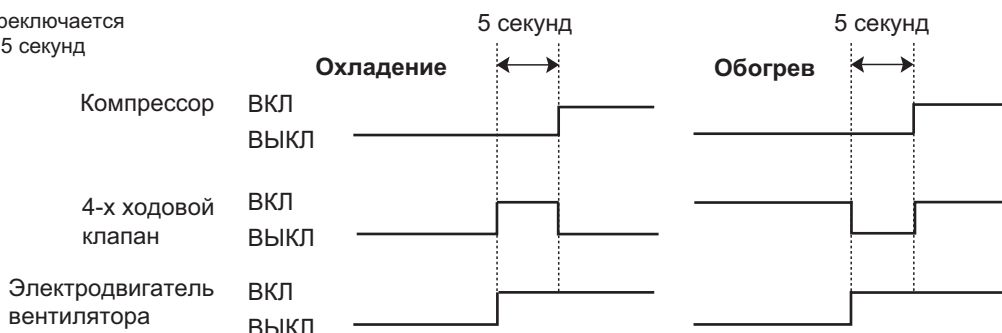 реключается
5 секунд
5 секунд
5 секунд
Охладение
Обогрев
Компрессор
ВКЛ
ВЫКЛ
4-х ходовой
клапан
ВКЛ
ВЫКЛ
Электродвигатель
вентилятора
ВКЛ
ВЫКЛ